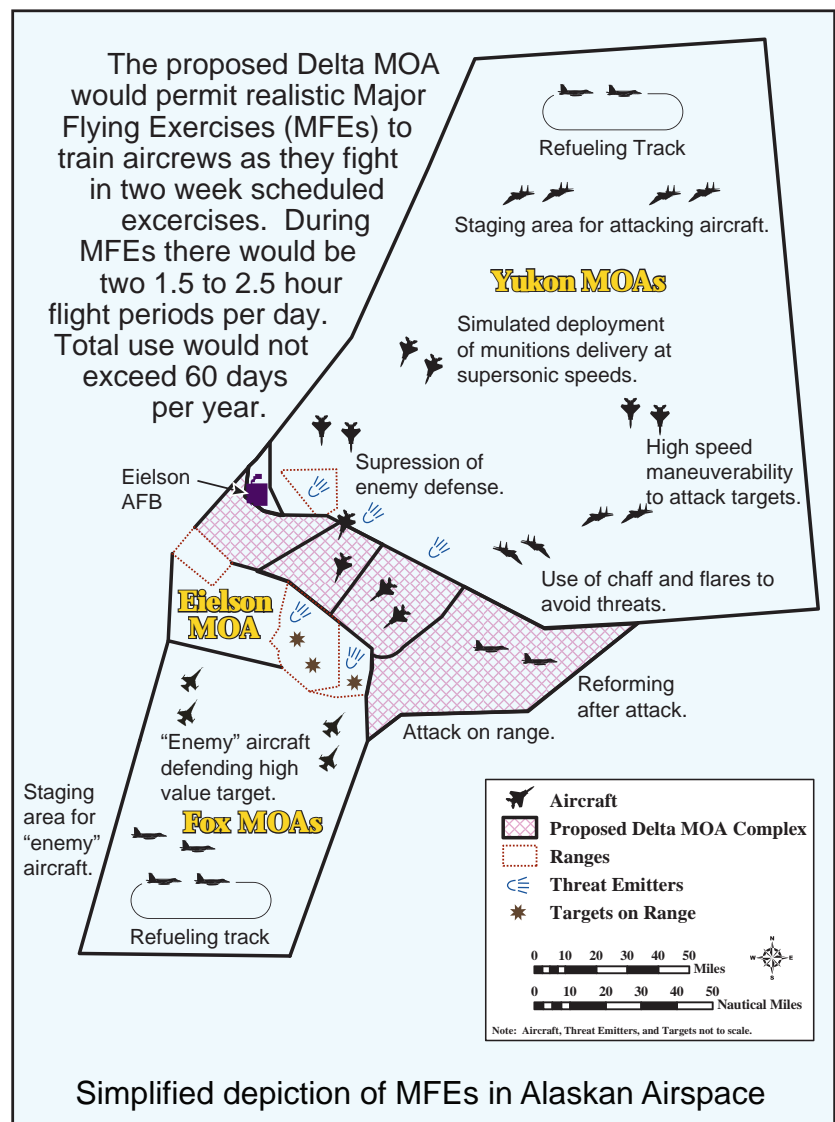 The proposed Delta MOA
would permit realistic Major
Flying Exercises (MFEs) to
train aircrews as they fight
in two week scheduled
excercises. During
MFEs there would be
two 1.5 to 2.5 hour
flight periods per day.
Total use would not
exceed 60 days
per year.
Refueling Track
Staging area for attacking aircraft.
Yukon MOAs
Simulated deployment
of munitions delivery at
supersonic speeds.
High speed
maneuverability
to attack targets.
Supression of
enemy defense.
Eielson
AFB
Use of chaff and flares to
avoid threats.
Eielson
MOA
Reforming
after attack.
Attack on range.
“Enemy” aircraft
defending high
value target.
Staging
area for
“enemy”
aircraft.
Fox MOAs
Refueling track
Aircraft
Proposed Delta MOA Complex
Ranges
Threat Emitters
Targets on Range
0 10 20 30 40 50
Miles
0 10 20 30 40 50
Nautical Miles
N
W E
S
Note: Aircraft, Threat Emitters, and Targets not to scale.
Simplified depiction of MFEs in Alaskan Airspace